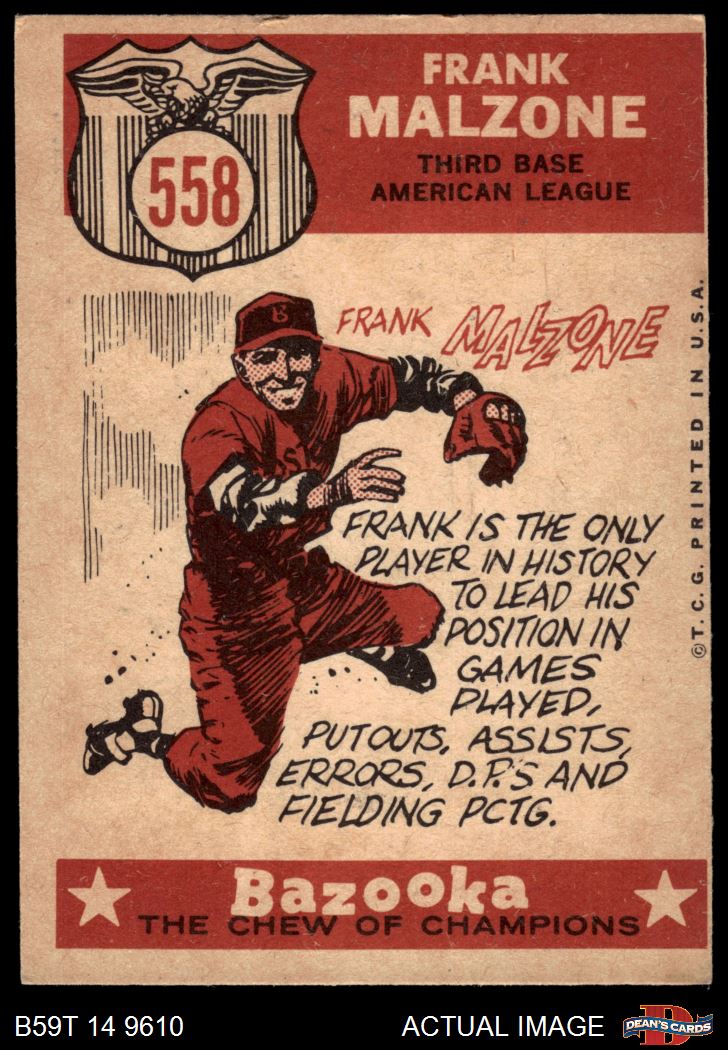 558
FRANK
MALZONE
THIRD BASE
AMERICAN LEAGUE
B
FRANK MALZONE
S
FRANK IS THE ONLY
PLAYER IN HISTORY
TO LEAD HIS
POSITION IN
GAMES
PLAYED,
PUTOUTS, ASSISTS,
ERRORS, D.P.'S AND
FIELDING PCTG.
© T. C. G. PRINTED IN U.S.A.
Bazooka
THE CHEW OF CHAMPIONS
B59T 14 9610
ACTUAL IMAGE
D
DEAN'S CARDS